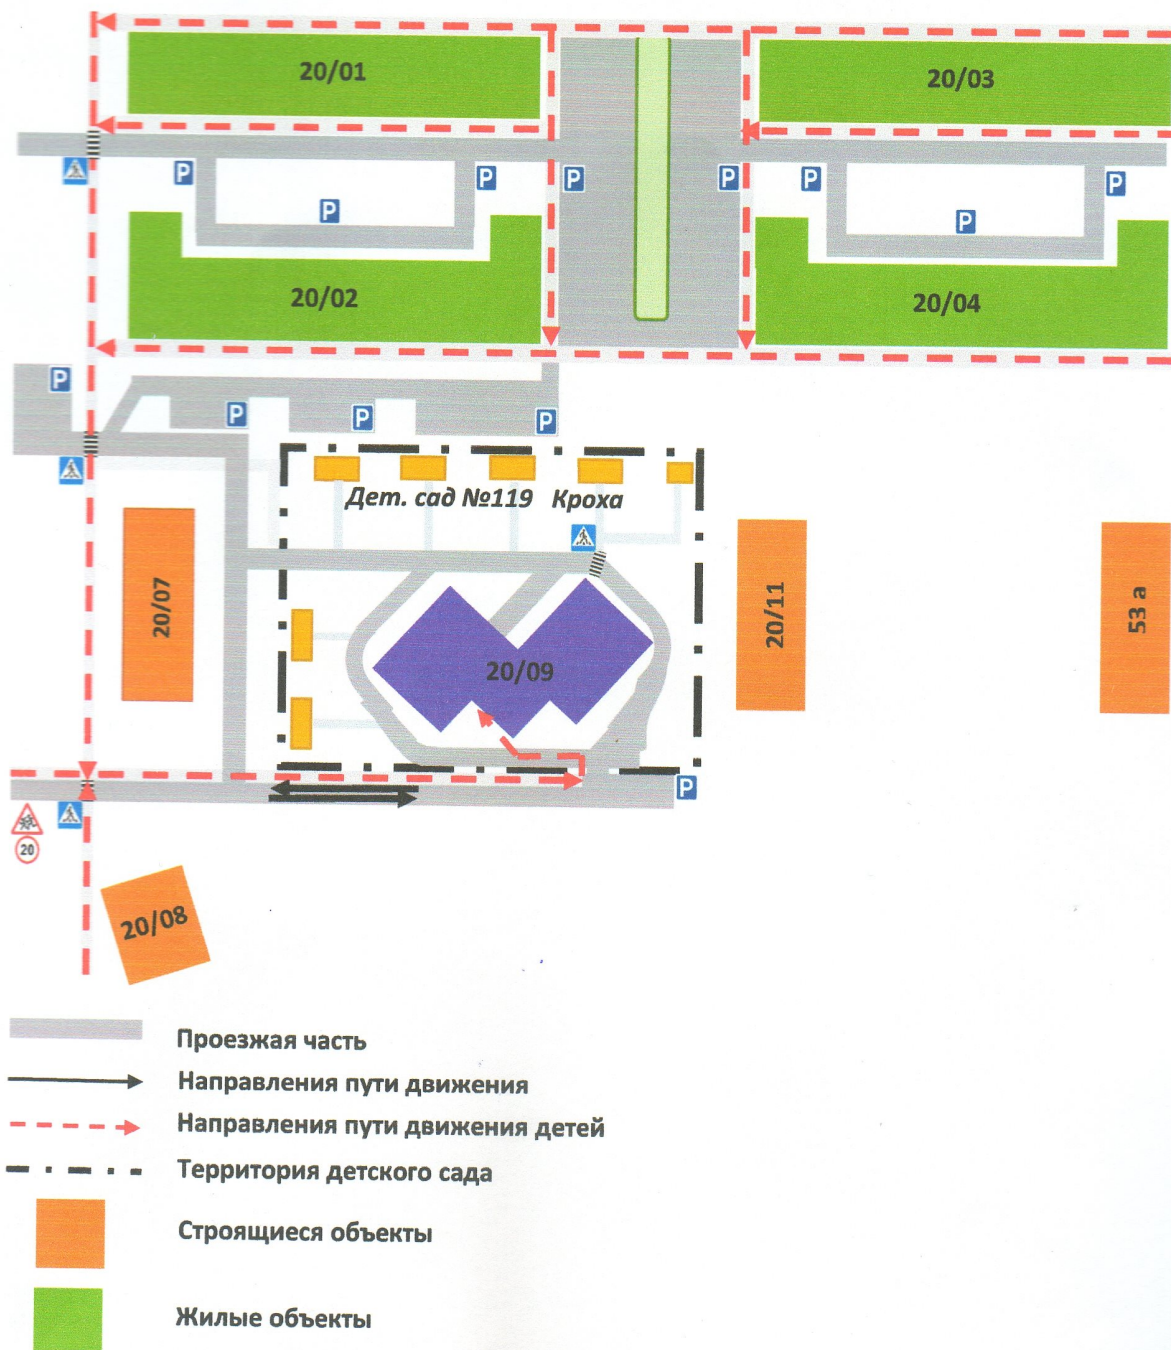 20/01
20/03
P
P
P
P
P
P
P
P
20/02
20/04
P
P
P
P
Дет. сад №119 Кроха
20/07
20/11
53 а
20/09
P
20
20/08
Проезжая часть
Направления пути движения
Направления пути движения детей
Территория детского сада
Строящиеся объекты
Жилые объекты